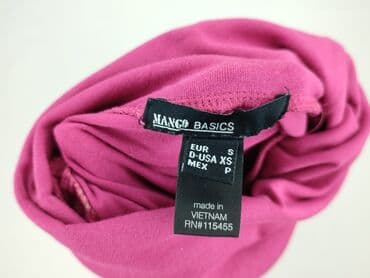 MANGO BASICS
EUR S
D-USA XS
MEX P
made in
VIETNAM
RN#115455